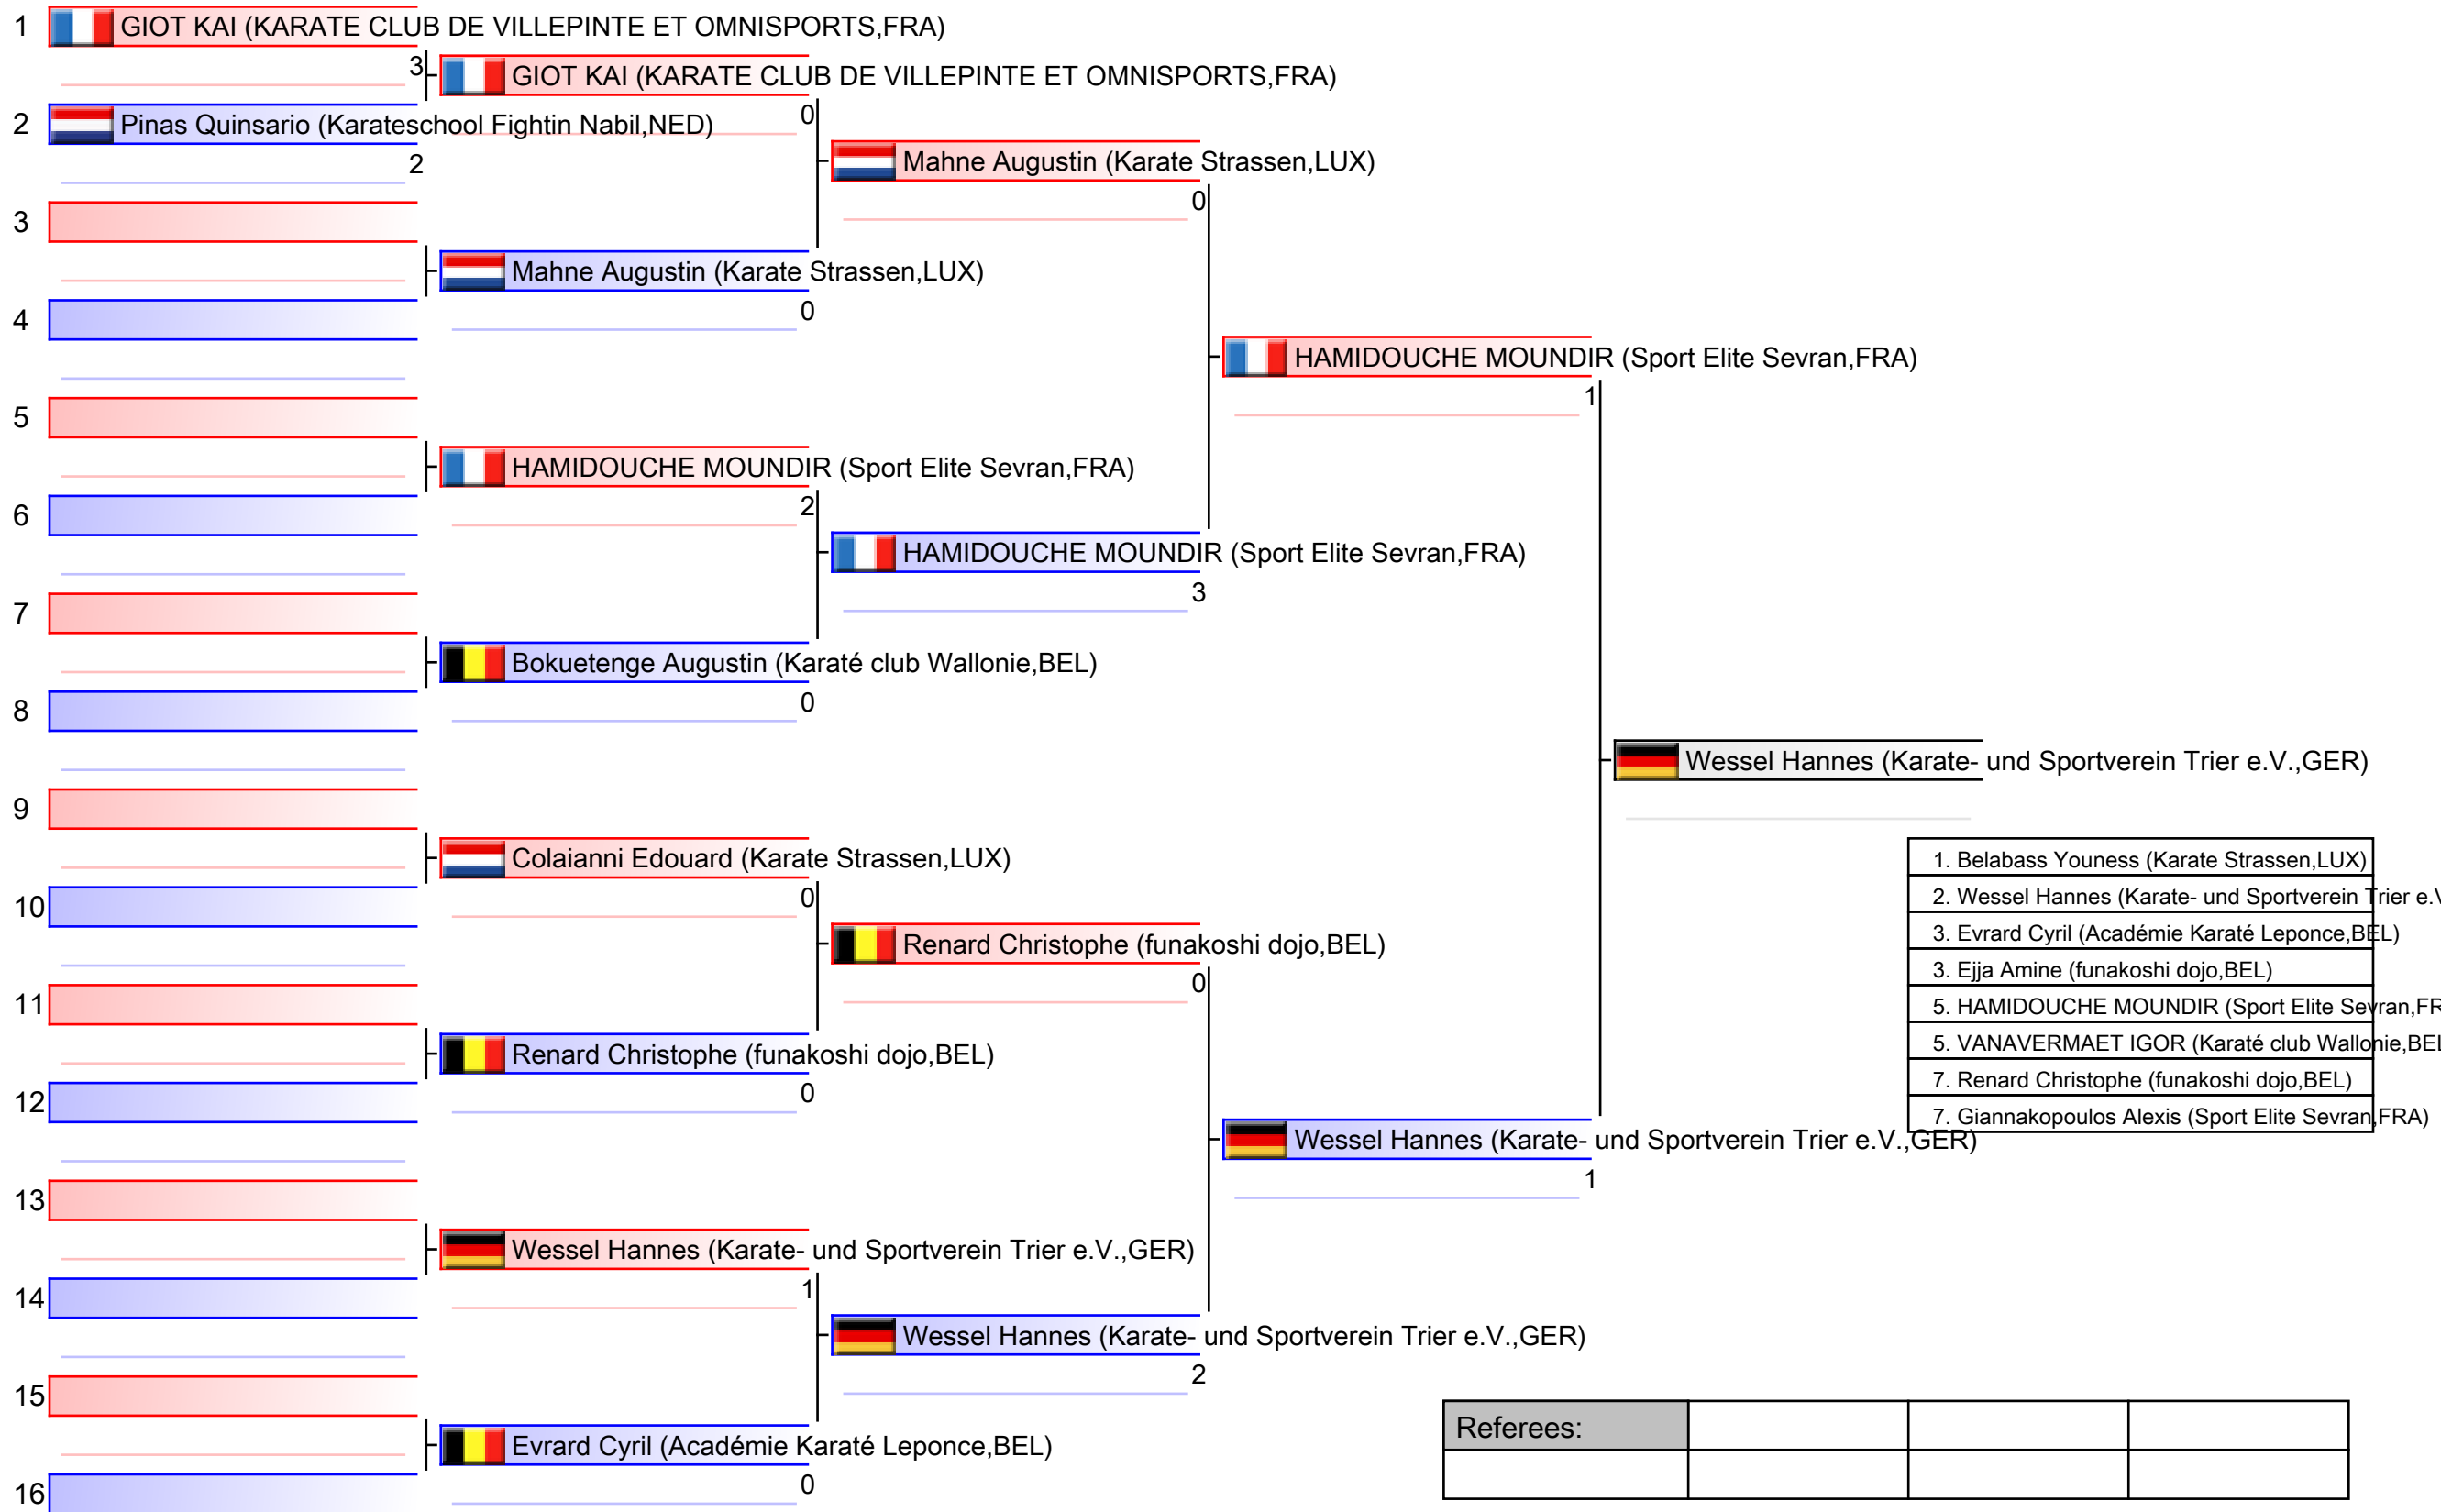 1 GIOT KAI (KARATE CLUB DE VILLEPINTE ET OMNISPORTS,FRA)
3
GIOT KAI (KARATE CLUB DE VILLEPINTE ET OMNISPORTS,FRA)
0
2 Pinas Quinsario (Karateschool Fightin Nabil,NED)
2
Mahne Augustin (Karate Strassen,LUX)
0
3
Mahne Augustin (Karate Strassen,LUX)
0
4
HAMIDOUCHE MOUNDIR (Sport Elite Sevran,FRA)
1
5
HAMIDOUCHE MOUNDIR (Sport Elite Sevran,FRA)
2
6
HAMIDOUCHE MOUNDIR (Sport Elite Sevran,FRA)
3
7
Bokuetenge Augustin (Karaté club Wallonie,BEL)
0
8
Wessel Hannes (Karate- und Sportverein Trier e.V.,GER)
9
Colaianni Edouard (Karate Strassen,LUX)
0
10
Renard Christophe (funakoshi dojo,BEL)
0
11
Renard Christophe (funakoshi dojo,BEL)
0
12
Wessel Hannes (Karate- und Sportverein Trier e.V.,GER)
1
13
Wessel Hannes (Karate- und Sportverein Trier e.V.,GER)
1
14
Wessel Hannes (Karate- und Sportverein Trier e.V.,GER)
2
15
Evrard Cyril (Académie Karaté Leponce,BEL)
0
16
1. Belabass Youness (Karate Strassen,LUX)
2. Wessel Hannes (Karate- und Sportverein Trier e.V
3. Evrard Cyril (Académie Karaté Leponce,BEL)
3. Ejja Amine (funakoshi dojo,BEL)
5. HAMIDOUCHE MOUNDIR (Sport Elite Sevran,FR
5. VANAVERMAET IGOR (Karaté club Wallonie,BEL
7. Renard Christophe (funakoshi dojo,BEL)
7. Giannakopoulos Alexis (Sport Elite Sevran,FRA)
Referees: